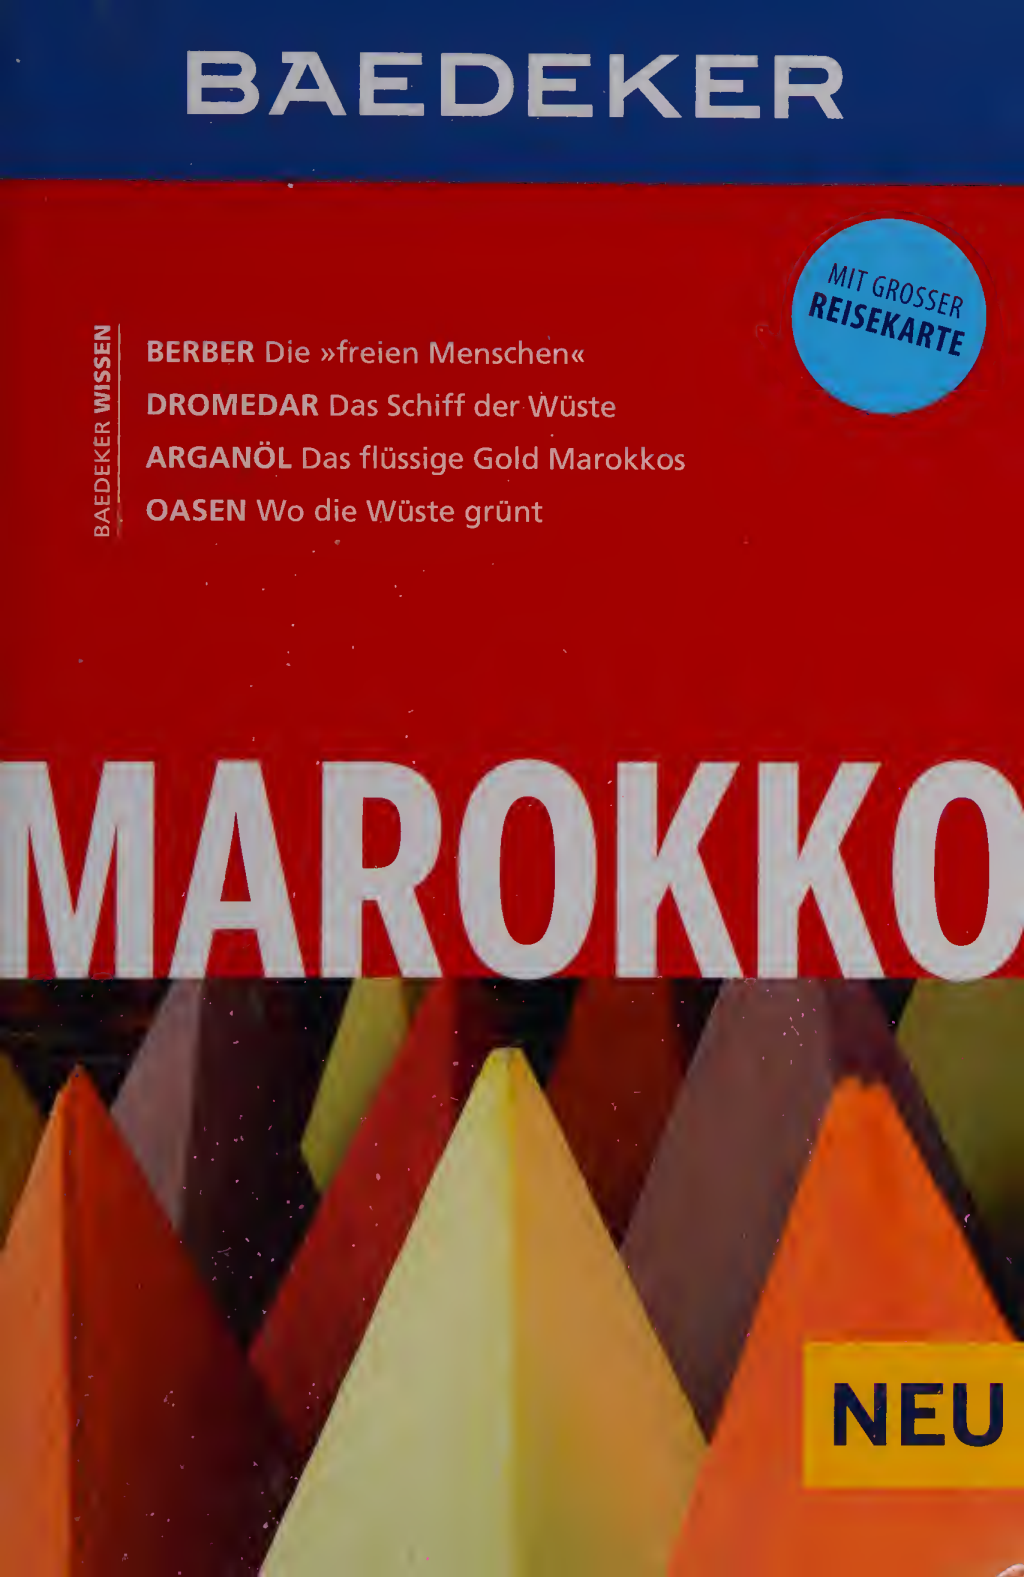 BAEDEKER
MIT GROSSER
REISEKARTE
BAEDEKER WISSEN
BERBER Die »freien Menschen«
DROMEDAR Das Schiff der Wüste
ARGANÖL Das flüssige Gold Marokkos
OASEN Wo die Wüste grünt
MAROKKO
NEU